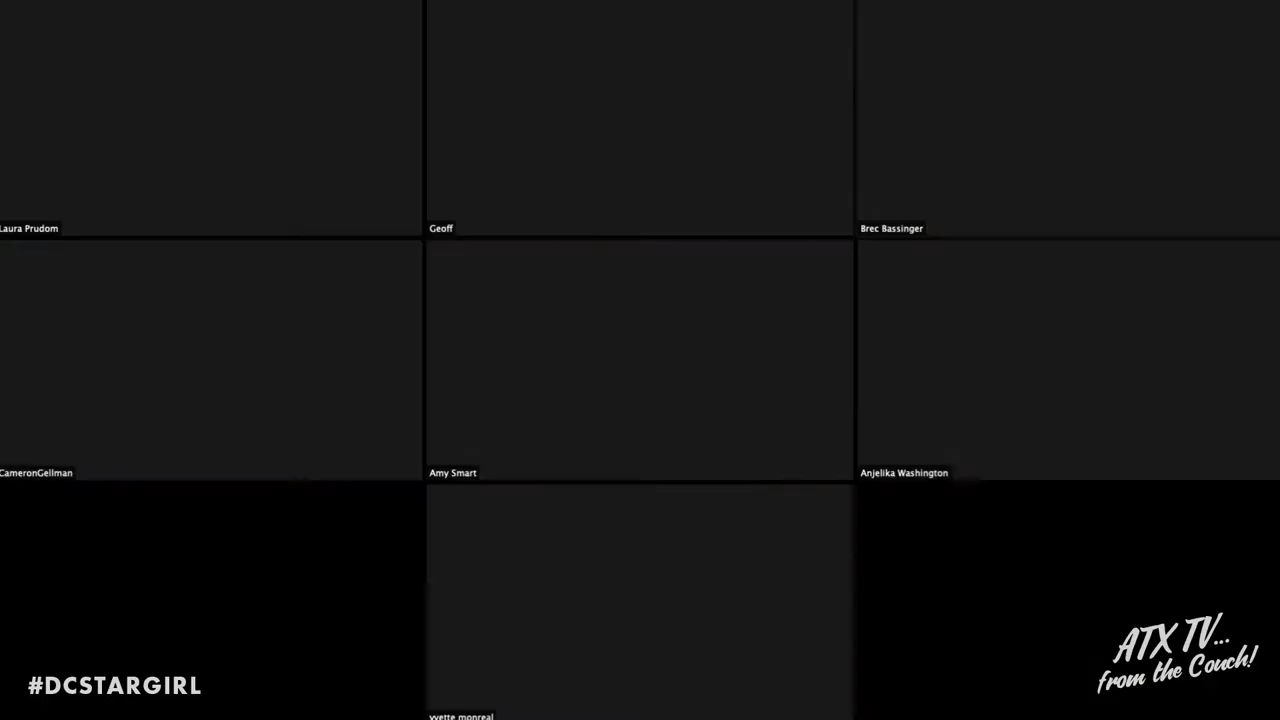 Laura Prudom
Geoff
Brec Bassinger
CameronGellman
Amy Smart
Anjelika Washington
yvette monreal
#DCSTARGIRL
ATX TV...
from the Couch!